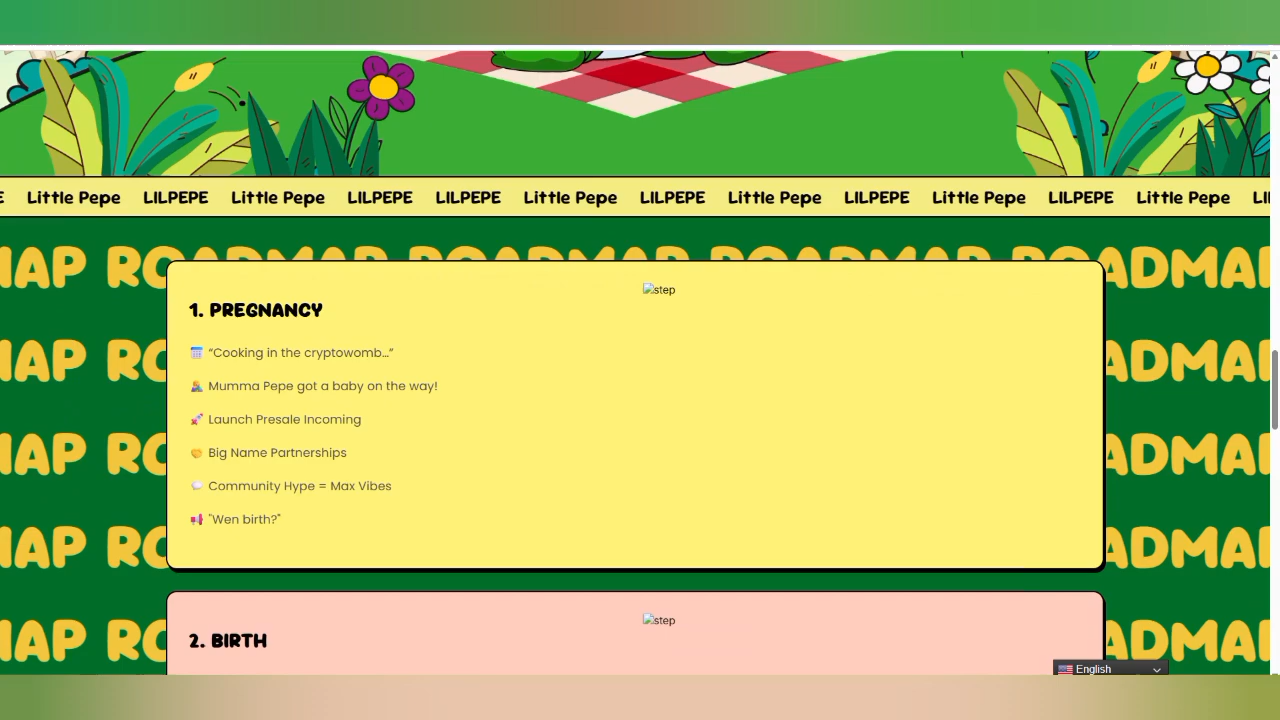 Little Pepe LILPEPE Little Pepe LILPEPE LILPEPE Little Pepe LILPEPE Little Pepe LILPEPE Little Pepe LILPEPE Little Pepe
ROADMAP ROADMAP ROADMAP
step
1. PREGNANCY
“Cooking in the cryptowomb…”
Mumma Pepe got a baby on the way!
Launch Presale Incoming
Big Name Partnerships
Community Hype = Max Vibes
"Wen birth?"
step
2. BIRTH
English